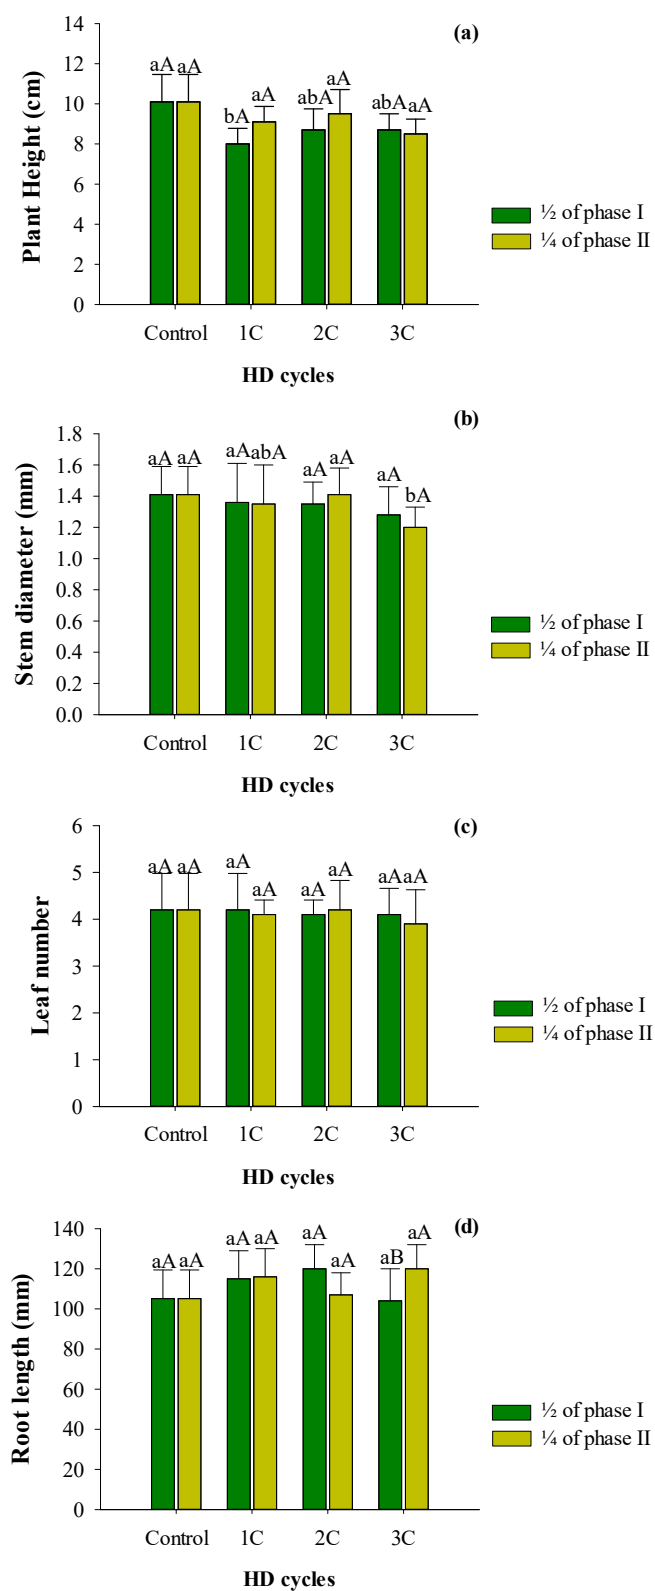 (a)
Plant Height (cm)
14
12
10
8
6
4
2
0
aA aA
bA aA
abA aA
abA aA
½ of phase I
¼ of phase II
Control 1C 2C 3C
HD cycles
(b)
Stem diameter (mm)
1.8
1.6
1.4
1.2
1.0
0.8
0.6
0.4
0.2
0.0
aA aA
aA abA
aA aA
aA bA
½ of phase I
¼ of phase II
Control 1C 2C 3C
HD cycles
(c)
Leaf number
6
5
4
3
2
1
0
aA aA
aA aA
aA aA
aA aA
½ of phase I
¼ of phase II
Control 1C 2C 3C
HD cycles
(d)
Root length (mm)
140
120
100
80
60
40
20
0
aA aA
aA aA
aA aA
aB aA
½ of phase I
¼ of phase II
Control 1C 2C 3C
HD cycles